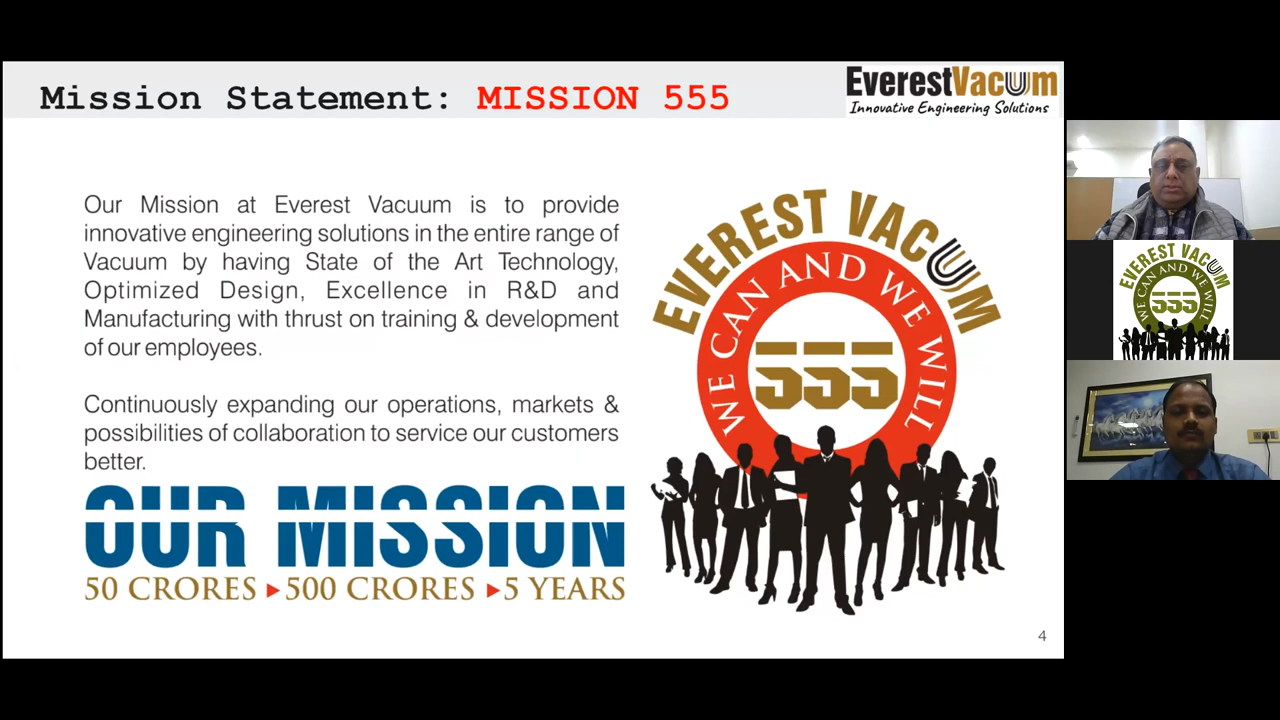 Mission Statement: MISSION 555
EverestVacuum
Innovative Engineering Solutions
Our Mission at Everest Vacuum is to provide
innovative engineering solutions in the entire range of
Vacuum by having State of the Art Technology,
Optimized Design, Excellence in R&D and
Manufacturing with thrust on training & development
of our employees.
Continuously expanding our operations, markets &
possibilities of collaboration to service our customers
better.
OUR MISSION
50 CRORES ▸ 500 CRORES ▸ 5 YEARS
EVEREST VACUUM
WE CAN AND WE WILL
555
4
EVEREST VACUUM
WE CAN AND WE WILL
555